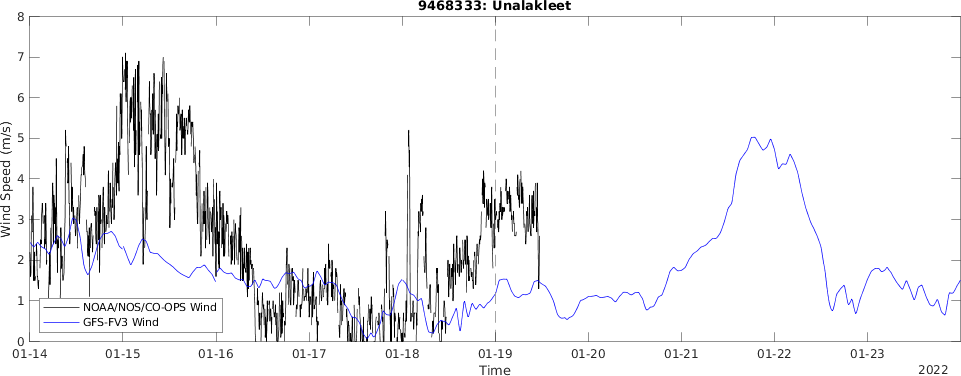 9468333: Unalakleet
8
7
6
5
4
3
2
1
0
Wind Speed (m/s)
NOAA/NOS/CO-OPS Wind
GFS-FV3 Wind
01-14 01-15 01-16 01-17 01-18 01-19 01-20 01-21 01-22 01-23
Time
2022